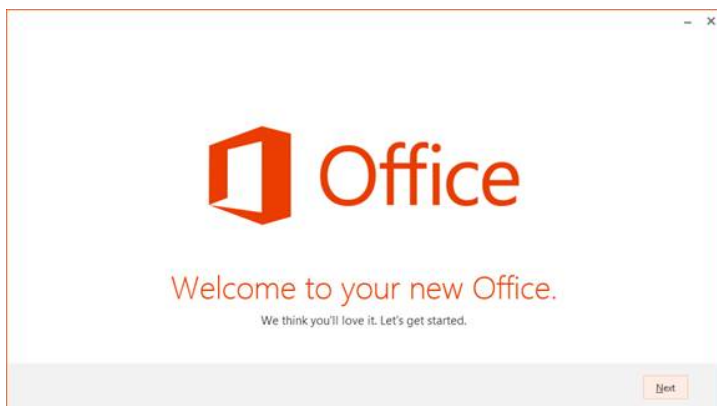 Office
Welcome to your new Office.
We think you'll love it. Let's get started.
Next